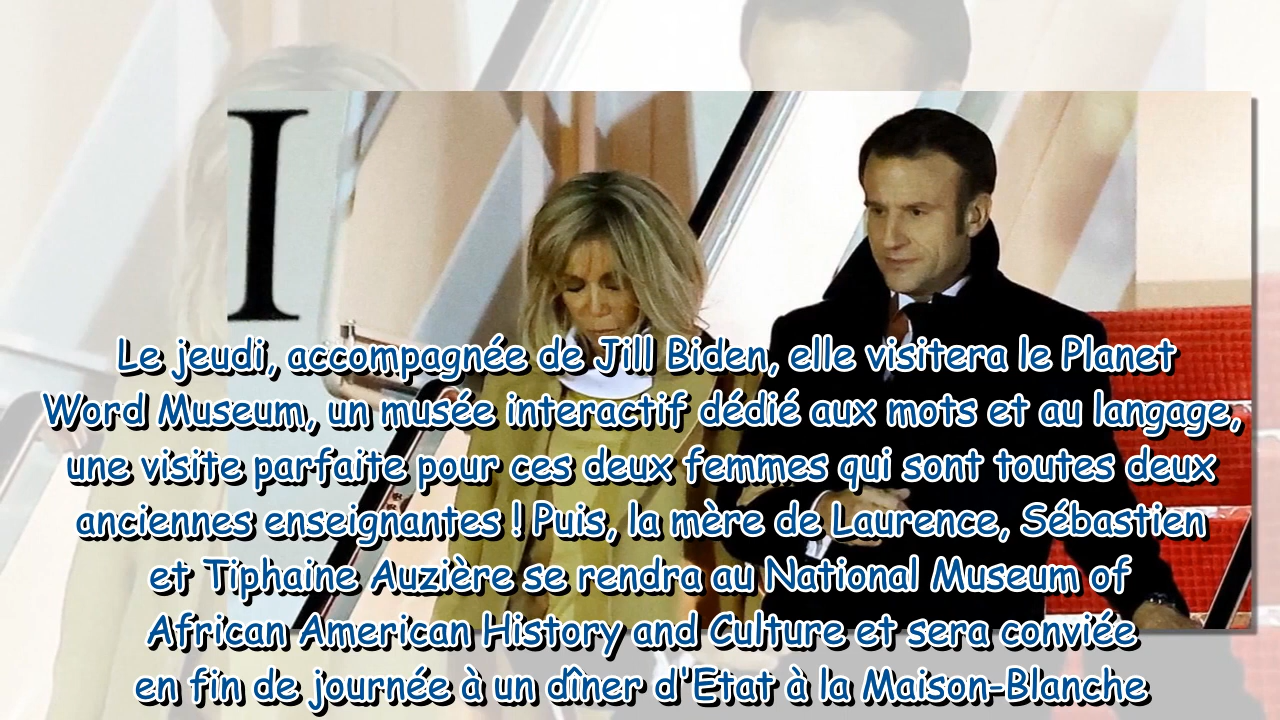 I
Le jeudi, accompagnée de Jill Biden, elle visitera le Planet
Word Museum, un musée interactif dédié aux mots et au langage,
une visite parfaite pour ces deux femmes qui sont toutes deux
anciennes enseignantes ! Puis, la mère de Laurence, Sébastien
et Tiphaine Auzière se rendra au National Museum of
African American History and Culture et sera conviée
en fin de journée à un dîner d'Etat à la Maison-Blanche